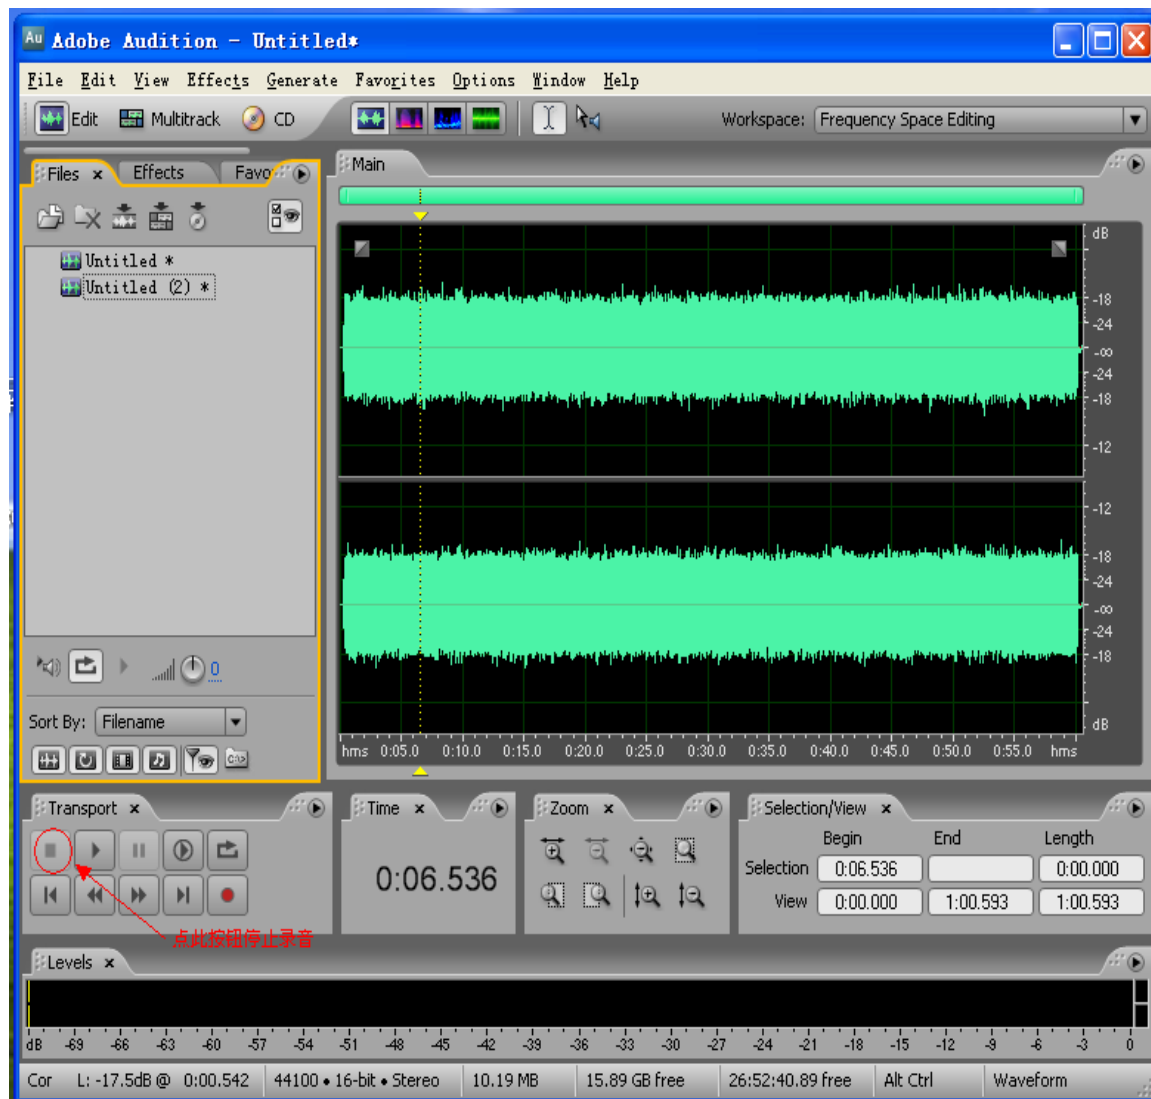 Au Adobe Audition - Untitled*
File Edit View Effects Generate Favorites Options Window Help
Edit Multitrack CD Workspace: Frequency Space Editing
Files x Effects Favo
Main
Untitled *
Untitled (2) *
dB
-18
-24
-∞
-24
-18
-12
-12
-18
-24
-∞
-24
-18
dB
0
Sort By: Filename
hms 0:05.0 0:10.0 0:15.0 0:20.0 0:25.0 0:30.0 0:35.0 0:40.0 0:45.0 0:50.0 0:55.0 hms
Transport x
Time x
Zoom x
Selection/View x
Begin End Length
Selection 0:06.536 0:00.000
View 0:00.000 1:00.593 1:00.593
0:06.536
点此按钮停止录音
Levels x
dB -69 -66 -63 -60 -57 -54 -51 -48 -45 -42 -39 -36 -33 -30 -27 -24 -21 -18 -15 -12 -9 -6 -3 0
Cor L: -17.5dB @ 0:00.542 44100 • 16-bit • Stereo 10.19 MB 15.89 GB free 26:52:40.89 free Alt Ctrl Waveform